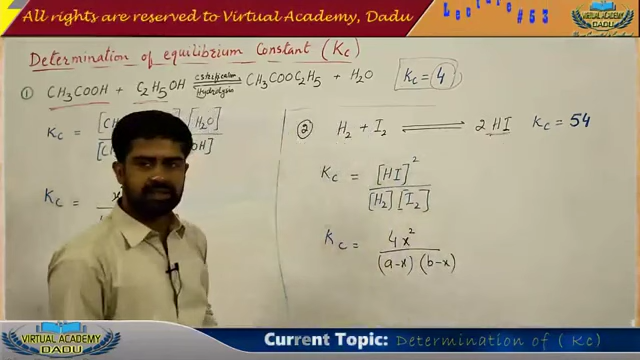 All rights are reserved to Virtual Academy, Dadu
Lecture #53
Determination of equilibrium Constant (Kc)
① CH3COOH + C2H5OH ⇌ CH3COOC2H5 + H2O
Esterification
Hydrolysis
Kc = 4
Kc = [CH [H2O]
[C OH]
Kc = x
② H2 + I2 ⇌ 2HI Kc = 54
Kc = [HI]²
[H2] [I2]
Kc = 4x²
(a-x) (b-x)
VIRTUAL ACADEMY
DADU
Current Topic: Determination of (Kc)
VIRTUAL ACADEMY
DADU